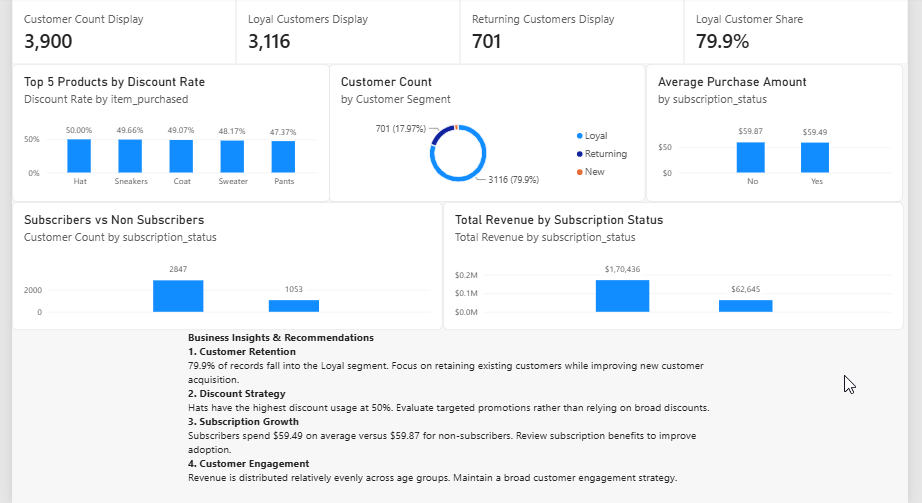 Customer Count Display
3,900
Loyal Customers Display
3,116
Returning Customers Display
701
Loyal Customer Share
79.9%
Top 5 Products by Discount Rate
Discount Rate by item_purchased
50%
0%
50.00%
49.66%
49.07%
48.17%
47.37%
Hat
Sneakers
Coat
Sweater
Pants
Customer Count
by Customer Segment
701 (17.97%)
3116 (79.9%)
Loyal
Returning
New
Average Purchase Amount
by subscription_status
$50
$0
$59.87
$59.49
No
Yes
Subscribers vs Non Subscribers
Customer Count by subscription_status
2000
0
2847
1053
Total Revenue by Subscription Status
Total Revenue by subscription_status
$0.2M
$0.1M
$0.0M
$1,70,436
$62,645
Business Insights & Recommendations
1. Customer Retention
79.9% of records fall into the Loyal segment. Focus on retaining existing customers while improving new customer
acquisition.
2. Discount Strategy
Hats have the highest discount usage at 50%. Evaluate targeted promotions rather than relying on broad discounts.
3. Subscription Growth
Subscribers spend $59.49 on average versus $59.87 for non-subscribers. Review subscription benefits to improve
adoption.
4. Customer Engagement
Revenue is distributed relatively evenly across age groups. Maintain a broad customer engagement strategy.